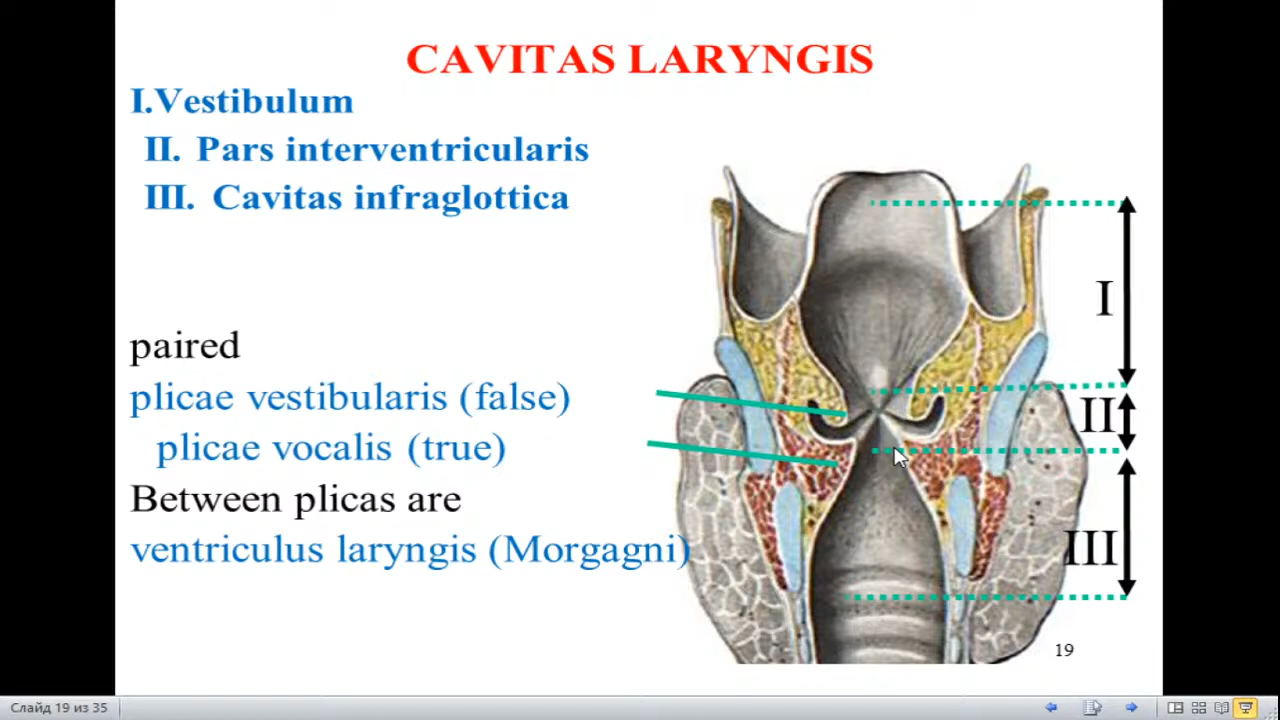 CAVITAS LARYNGIS
I.Vestibulum
II. Pars interventricularis
III. Cavitas infraglottica
paired
plicae vestibularis (false)
plicae vocalis (true)
Between plicas are
ventriculus laryngis (Morgagni)
I
II
III
19
Слайд 19 из 35